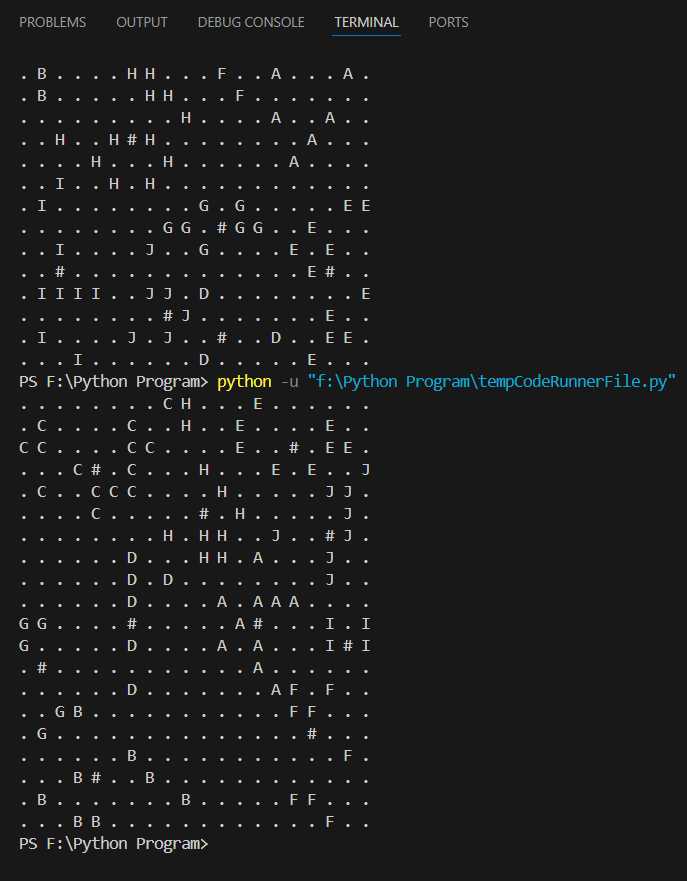 PROBLEMS OUTPUT DEBUG CONSOLE TERMINAL PORTS
. B . . . . H H . . . F . . A . . . A .
. B . . . . . H H . . . F . . . . . . .
. . . . . . . . . H . . . . A . . A . .
. . H . . H # H . . . . . . . . A . . .
. . . . H . . . H . . . . . . A . . . .
. . I . . H . H . . . . . . . . . . . .
. I . . . . . . . . G . G . . . . . E E
. . . . . . . . G G . # G G . . E . . .
. . I . . . . J . . G . . . . E . E . .
. . # . . . . . . . . . . . . . E # . .
. I I I I . . J J . D . . . . . . . . E
. . . . . . . . # J . . . . . . . E . .
. I . . . . J . J . . # . . D . . E E .
. . . I . . . . . . D . . . . . E . . .
PS F:\Python Program> python -u "f:\Python Program\tempCodeRunnerFile.py"
. . . . . . . . C H . . . E . . . . . .
. C . . . . C . . H . . E . . . . E . .
C C . . . . C C . . . . E . . # . E E .
. . . C # . C . . . H . . . E . E . . J
. C . . C C C . . . . H . . . . . J J .
. . . . C . . . . . # . H . . . . . J .
. . . . . . . . H . H H . . J . . # J .
. . . . . . D . . . H H . A . . . J . .
. . . . . . D . D . . . . . . . . J . .
. . . . . . D . . . . A . A A A . . . .
G G . . . . # . . . . . A # . . . I . I
G . . . . . D . . . . A . A . . . I # I
. # . . . . . . . . . . . A . . . . . .
. . . . . . D . . . . . . . A F . F . .
. . G B . . . . . . . . . . . F F . . .
. G . . . . . . . . . . . . . . # . . .
. . . . . . B . . . . . . . . . . . F .
. . . B # . . B . . . . . . . . . . . .
. B . . . . . . . B . . . . . F F . . .
. . . B B . . . . . . . . . . . . F . .
PS F:\Python Program>